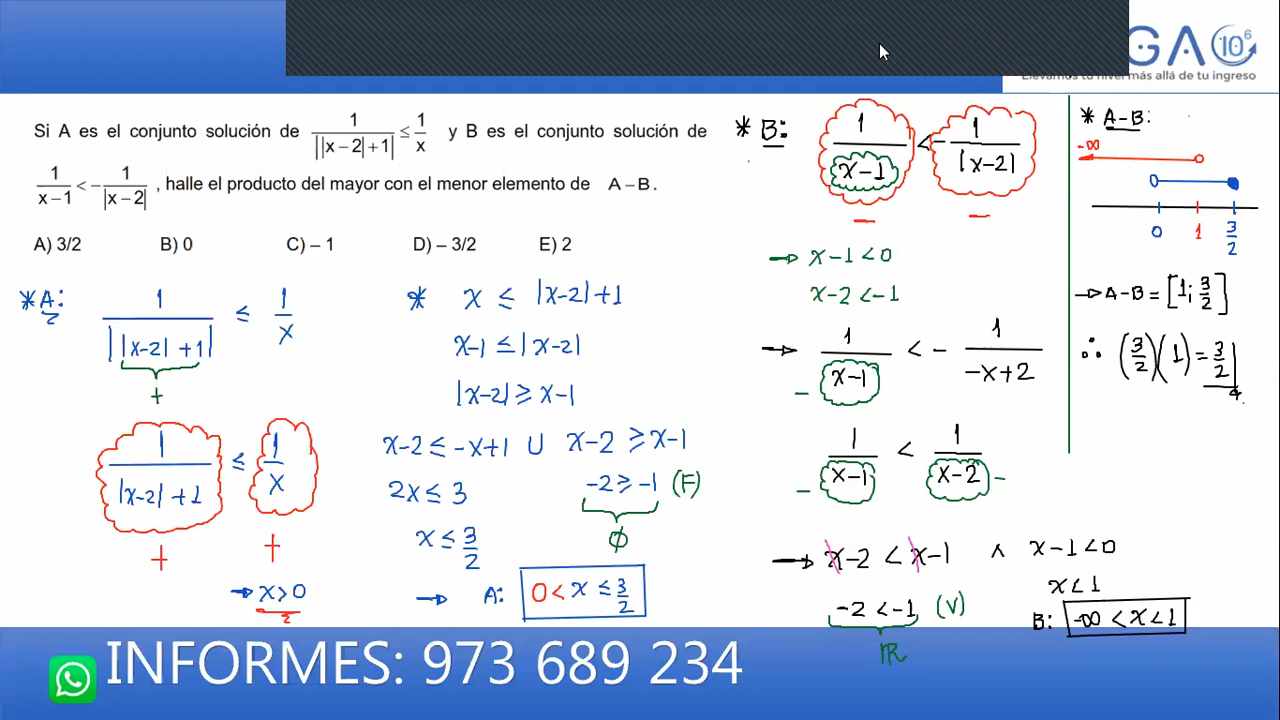 GA 10⁶
Llevamos tu nivel más allá de tu ingreso
Si A es el conjunto solución de 1/||x−2|+1| ≤ 1/x y B es el conjunto solución de
1/(x−1) < −1/|x−2| , halle el producto del mayor con el menor elemento de A−B.
A) 3/2 B) 0 C) – 1 D) – 3/2 E) 2
* A: 1/||x-2|+1| ≤ 1/x
+
1/(|x-2|+1) ≤ 1/x
+ +
→ x>0
* x ≤ |x-2|+1
x-1 ≤ |x-2|
|x-2| ≥ x-1
x-2 ≤ -x+1 U x-2 ≥ x-1
2x ≤ 3 -2 ≥ -1 (F)
x ≤ 3/2 ∅
→ A: 0 < x ≤ 3/2
* B: 1/(x-1) < - 1/|x-2|
− −
→ x-1<0
x-2 < -1
→ 1/(x-1) < - 1/(-x+2)
−
1/(x-1) < 1/(x-2)
− −
→ x-2 < x-1 ∧ x-1<0
x<1
-2 < -1 (V)
ℝ
B: -∞ < x < 1
* A-B:
-∞
0 1 3/2
→ A-B = [1; 3/2]
∴ (3/2)(1) = 3/2
INFORMES: 973 689 234